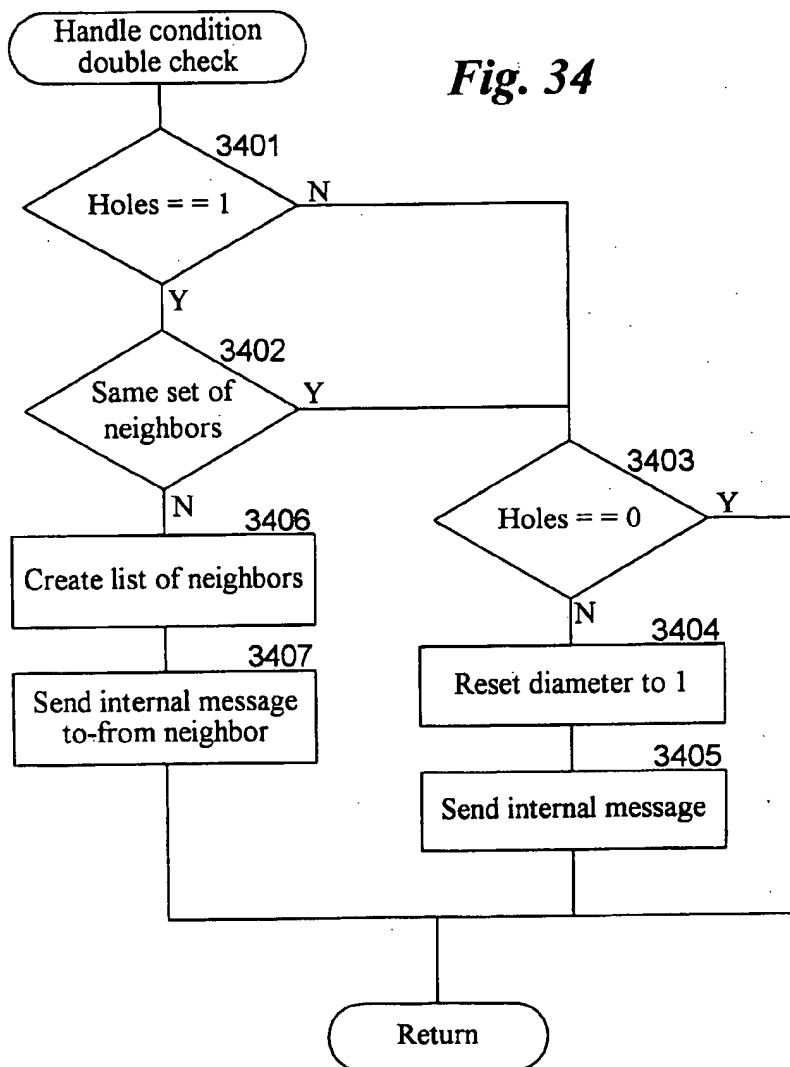 Handle condition
double check
Fig. 34
3401
Holes = = 1
N
Y
3402
Same set of
neighbors
Y
N
3403
Holes = = 0
Y
N
3406
Create list of neighbors
3407
Send internal message
to-from neighbor
3404
Reset diameter to 1
3405
Send internal message
Return